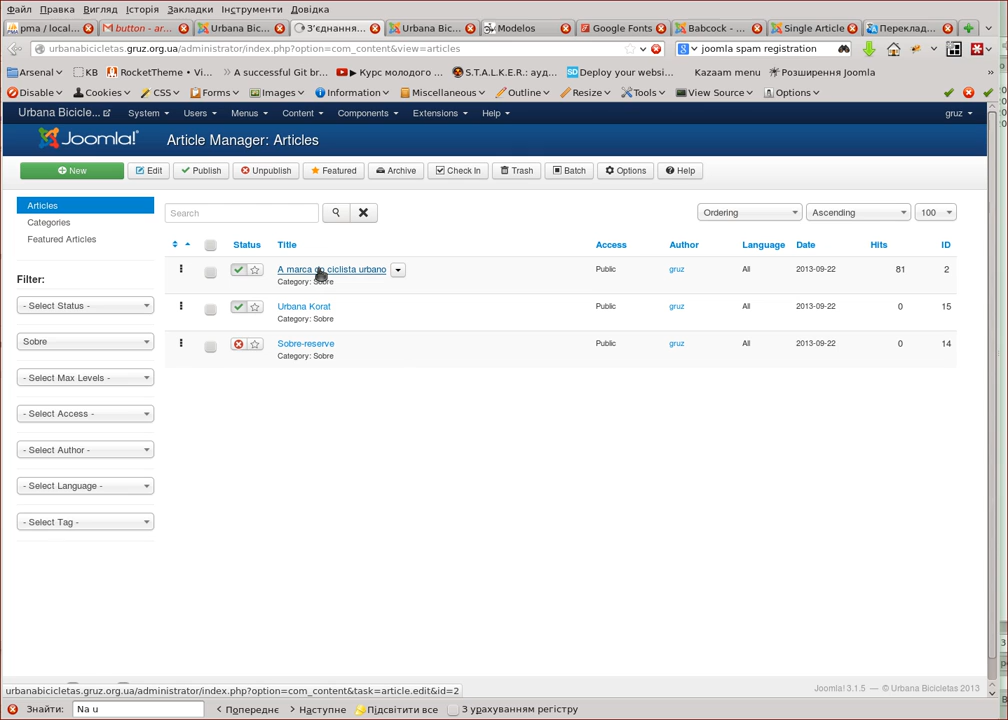 Файл Правка Вигляд Історія Закладки Інструменти Довідка
pma / local... button - ar... Urbana Bic... З'єднання... Urbana Bic... Modelos Google Fonts Babcock - ... Single Article Переклад...
urbanabicicletas.gruz.org.ua/administrator/index.php?option=com_content&view=articles joomla spam registration
Arsenal KB RocketTheme • Vi... A successful Git br... Курс молодого ... S.T.A.L.K.E.R.: ауд... Deploy your websi... Kazaam menu Розширення Joomla
Disable Cookies CSS Forms Images Information Miscellaneous Outline Resize Tools View Source Options
Urbana Bicicle... System Users Menus Content Components Extensions Help gruz
Joomla! Article Manager: Articles
New Edit Publish Unpublish Featured Archive Check In Trash Batch Options Help
Articles
Categories
Featured Articles
Search Ordering Ascending 100
Status Title Access Author Language Date Hits ID
A marca do ciclista urbano Public gruz All 2013-09-22 81 2
Category: Sobre
Urbana Korat Public gruz All 2013-09-22 0 15
Category: Sobre
Sobre-reserve Public gruz All 2013-09-22 0 14
Category: Sobre
Filter:
- Select Status -
Sobre
- Select Max Levels -
- Select Access -
- Select Author -
- Select Language -
- Select Tag -
urbanabicicletas.gruz.org.ua/administrator/index.php?option=com_content&task=article.edit&id=2
Joomla! 3.1.5 — © Urbana Bicicletas 2013
Знайти: Na u Попереднє Наступне Підсвітити все З урахуванням регістру